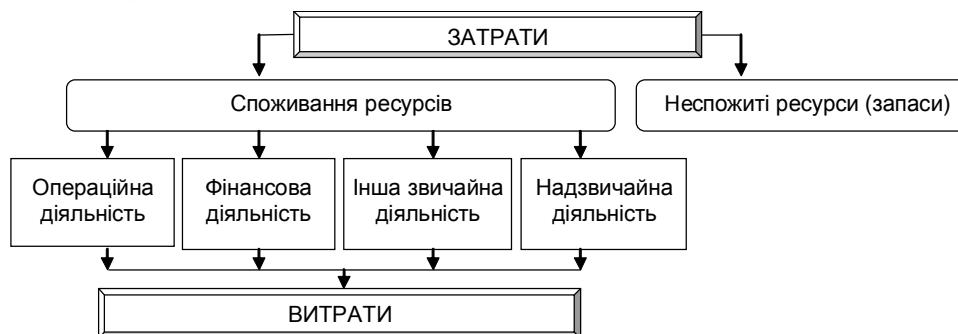 ЗАТРАТИ
Споживання ресурсів
Неспожиті ресурси (запаси)
Операційна
діяльність
Фінансова
діяльність
Інша звичайна
діяльність
Надзвичайна
діяльність
ВИТРАТИ